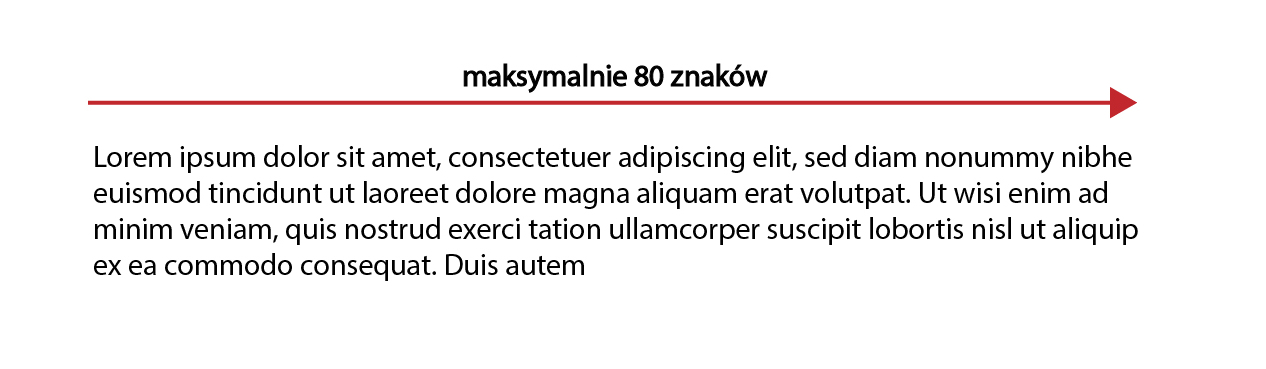 maksymalnie 80 znaków
Lorem ipsum dolor sit amet, consectetuer adipiscing elit, sed diam nonummy nibhe
euismod tincidunt ut laoreet dolore magna aliquam erat volutpat. Ut wisi enim ad
minim veniam, quis nostrud exerci tation ullamcorper suscipit lobortis nisl ut aliquip
ex ea commodo consequat. Duis autem